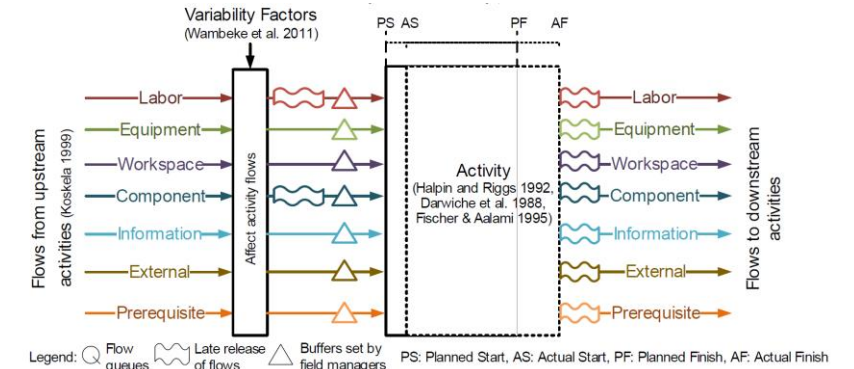 Variability Factors
(Wambeke et al. 2011)
PS AS PF AF
Flows from upstream
activities (Koskela 1999)
Labor
Equipment
Workspace
Component
Information
External
Prerequisite
Affect activity flows
Activity
(Halpin and Riggs 1992,
Darwiche et al. 1988,
Fischer & Aalami 1995)
Labor
Equipment
Workspace
Component
Information
External
Prerequisite
Flows to downstream
activities
Legend:
Flow
queues
Late release
of flows
Buffers set by
field managers
PS: Planned Start, AS: Actual Start, PF: Planned Finish, AF: Actual Finish